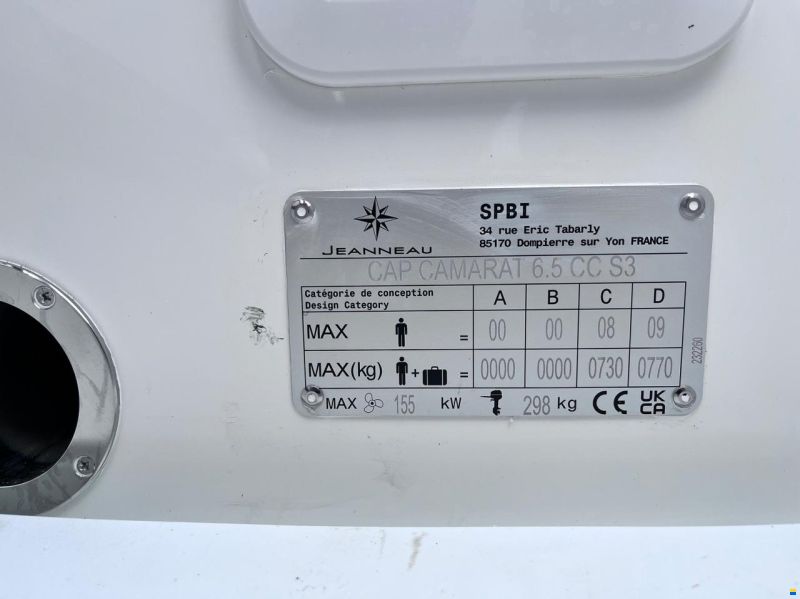 JEANNEAU
SPBI
34 rue Eric Tabarly
85170 Dompierre sur Yon FRANCE
CAP CAMARAT 6.5 CC S3
Catégorie de conception
Design Category
A B C D
MAX = 00 00 08 09
MAX(kg) + = 0000 0000 0730 0770
232260
MAX 155 kW 298 kg CE UK CA